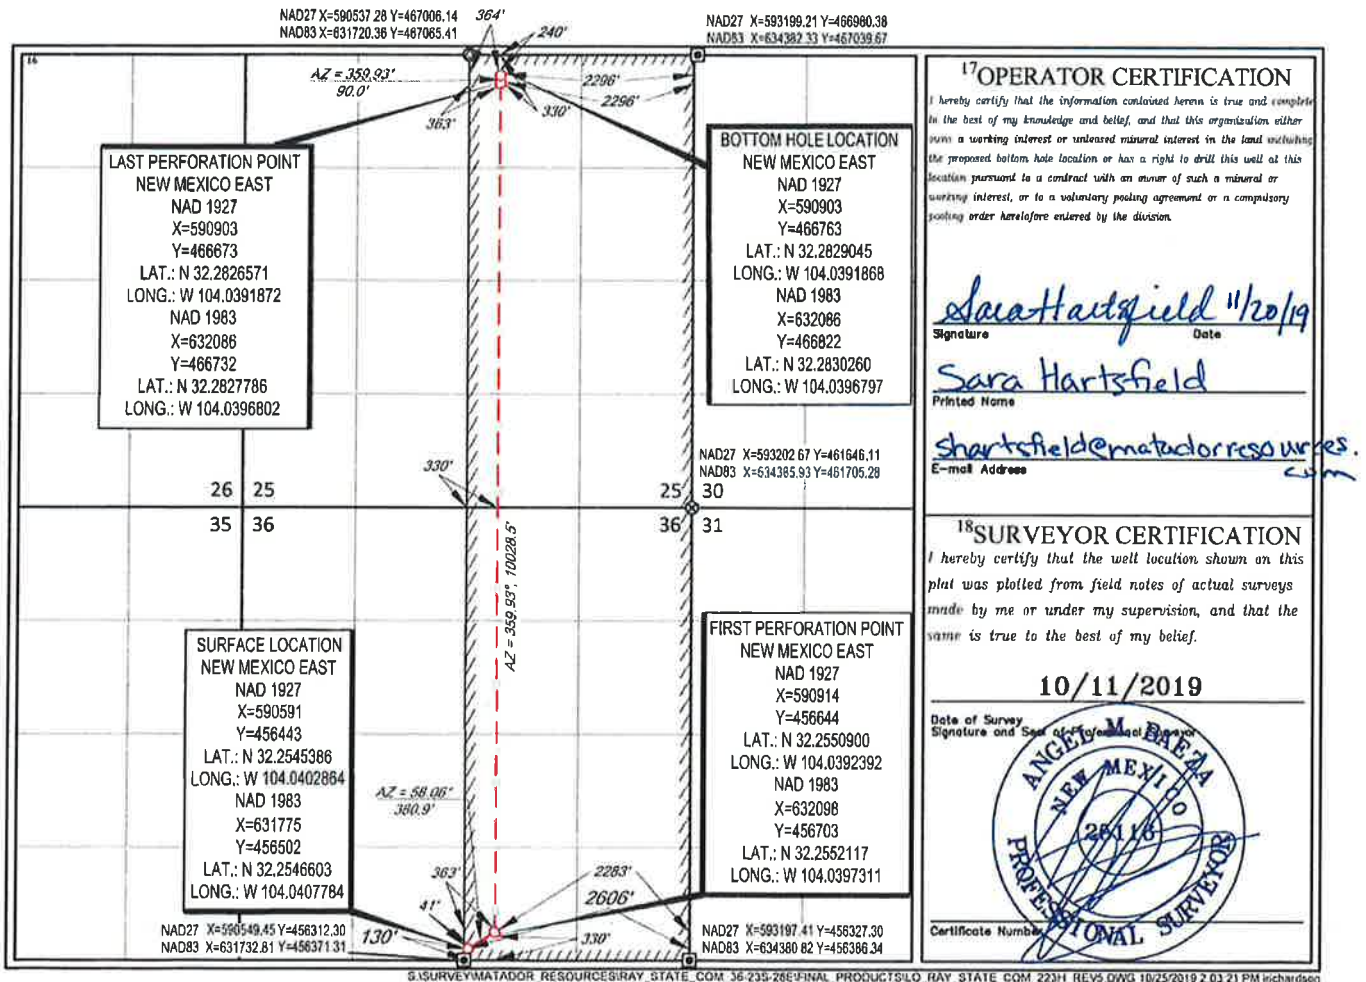 NAD27 X=590537.28 Y=467006.14
NAD83 X=631720.36 Y=467065.41
364'
240'
NAD27 X=593199.21 Y=466980.38
NAD83 X=634382.33 Y=467039.67
16
AZ = 359.93°
90.0'
363'
330'
2296'
2296'
LAST PERFORATION POINT
NEW MEXICO EAST
NAD 1927
X=590903
Y=466673
LAT.: N 32.2826571
LONG.: W 104.0391872
NAD 1983
X=632086
Y=466732
LAT.: N 32.2827786
LONG.: W 104.0396802
BOTTOM HOLE LOCATION
NEW MEXICO EAST
NAD 1927
X=590903
Y=466763
LAT.: N 32.2829045
LONG.: W 104.0391868
NAD 1983
X=632086
Y=466822
LAT.: N 32.2830260
LONG.: W 104.0396797
NAD27 X=593202.67 Y=461646.11
NAD83 X=634385.93 Y=461705.28
330'
26 25
35 36
25 30
36 31
AZ = 359.93°, 10028.5'
SURFACE LOCATION
NEW MEXICO EAST
NAD 1927
X=590591
Y=456443
LAT.: N 32.2545386
LONG.: W 104.0402864
NAD 1983
X=631775
Y=456502
LAT.: N 32.2546603
LONG.: W 104.0407784
AZ = 58.06°
380.9'
FIRST PERFORATION POINT
NEW MEXICO EAST
NAD 1927
X=590914
Y=456644
LAT.: N 32.2550900
LONG.: W 104.0392392
NAD 1983
X=632098
Y=456703
LAT.: N 32.2552117
LONG.: W 104.0397311
363'
41'
130'
2283'
2606'
330'
NAD27 X=590549.45 Y=456312.30
NAD83 X=631732.81 Y=456371.31
NAD27 X=593197.41 Y=456327.30
NAD83 X=634380.82 Y=456386.34
17OPERATOR CERTIFICATION
I hereby certify that the information contained herein is true and complete
to the best of my knowledge and belief, and that this organization either
owns a working interest or unleased mineral interest in the land including
the proposed bottom hole location or has a right to drill this well at this
location pursuant to a contract with an owner of such a mineral or
working interest, or to a voluntary pooling agreement or a compulsory
pooling order heretofore entered by the division.
Sara Hartsfield 11/20/19
Signature Date
Sara Hartsfield
Printed Name
shartsfield@matadorresources.
com
E-mail Address
18SURVEYOR CERTIFICATION
I hereby certify that the well location shown on this
plat was plotted from field notes of actual surveys
made by me or under my supervision, and that the
same is true to the best of my belief.
10/11/2019
Date of Survey
Signature and Seal of Professional Surveyor
ANGEL M. BAEZA
NEW MEXICO
25116
PROFESSIONAL SURVEYOR
Certificate Number
S:\SURVEY\MATADOR_RESOURCES\RAY_STATE_COM_36-23S-28E\FINAL_PRODUCTS\LO_RAY_STATE_COM_223H_REV5.DWG 10/25/2019 2:03:21 PM lrichardson